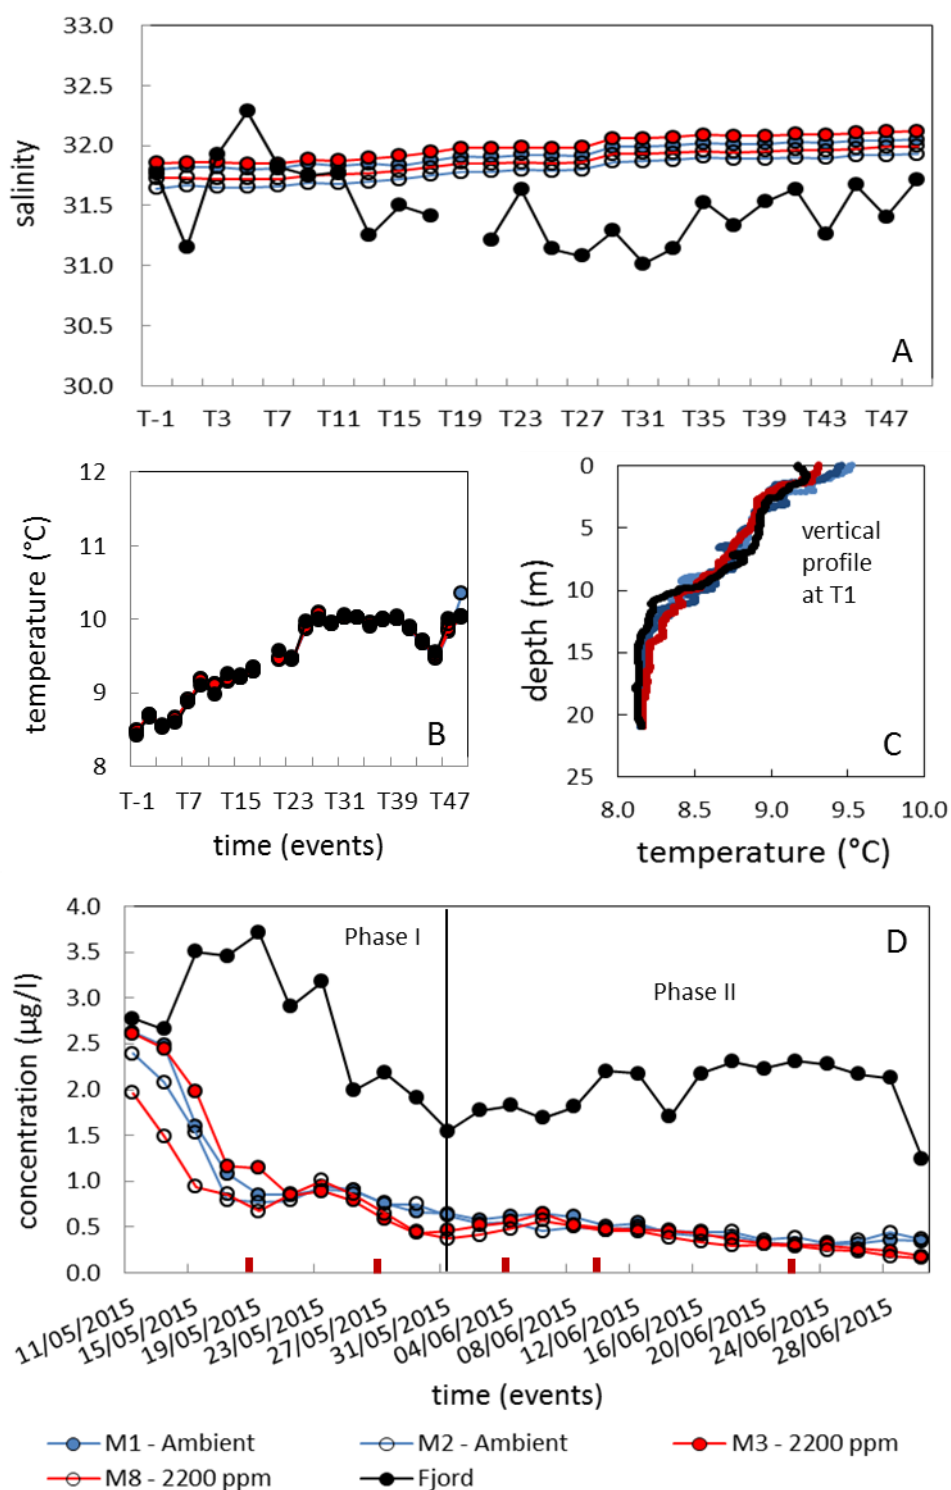 33.0
32.5
32.0
31.5
31.0
30.5
30.0
salinity
A
T-1 T3 T7 T11 T15 T19 T23 T27 T31 T35 T39 T43 T47
12
11
10
9
8
temperature (°C)
B
T-1 T7 T15 T23 T31 T39 T47
time (events)
0
5
10
15
20
25
depth (m)
vertical
profile
at T1
C
8.0 8.5 9.0 9.5 10.0
temperature (°C)
4.0
3.5
3.0
2.5
2.0
1.5
1.0
0.5
0.0
concentration (µg/l)
Phase I
Phase II
D
11/05/2015 15/05/2015 19/05/2015 23/05/2015 27/05/2015 31/05/2015 04/06/2015 08/06/2015 12/06/2015 16/06/2015 20/06/2015 24/06/2015 28/06/2015
time (events)
M1 - Ambient M2 - Ambient M3 - 2200 ppm
M8 - 2200 ppm Fjord